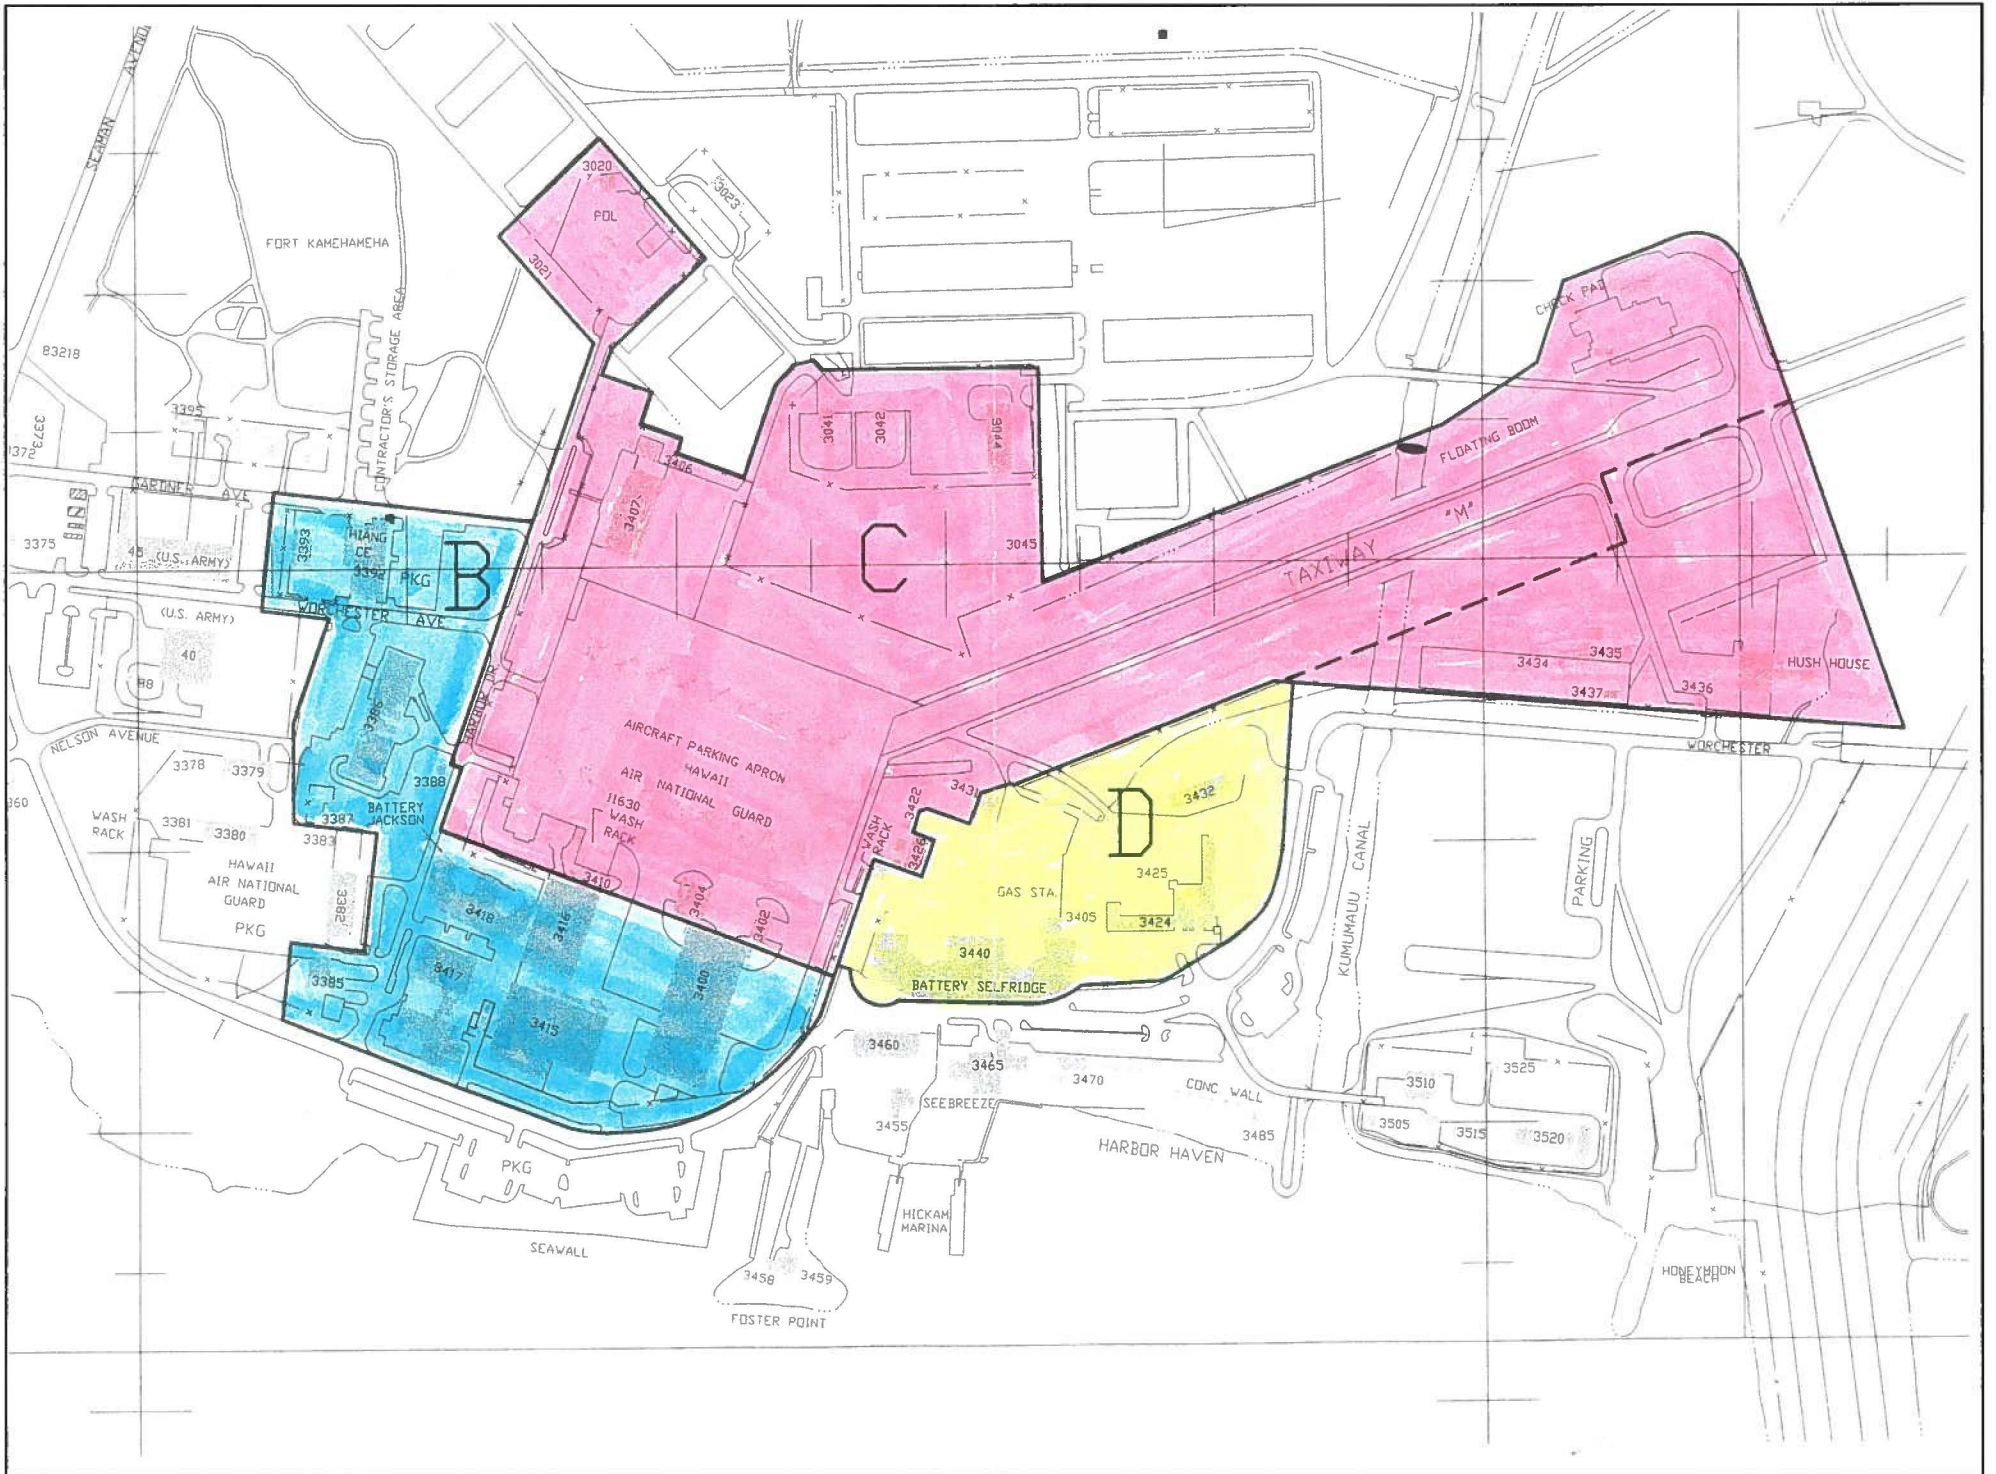 SEAMAN
AVENU
3020
POL
3021
3023
FORT KAMEHAMEHA
CONTRACTOR'S STORAGE AREA
83218
3395
3373
3372
GARDNER AVE
3375
45 (U.S. ARMY)
3393
HIANG
CE
3392
PKG
B
WORCHESTER AVE
(U.S. ARMY)
40
88
NELSON AVENUE
3378
3379
360
WASH
RACK
3381
3380
3383
HAWAII
AIR NATIONAL
GUARD
PKG
3382
3385
3386
3388
3387
BATTERY
JACKSON
HARBOR DR
3406
3407
3041
3042
3044
3045
C
CHECK PAD
FLOATING BOOM
TAXIWAY "M"
3434
3435
3437
3436
HUSH HOUSE
WORCHESTER
AIRCRAFT PARKING APRON
HAWAII
AIR NATIONAL GUARD
11630
WASH
RACK
3410
3404
3402
3418
3416
3417
3415
3400
WASH
RACK
3422
3426
3431
D
3432
3425
GAS STA.
3405
3424
3440
BATTERY SELFRIDGE
KUMUMAUU CANAL
PARKING
3460
3465
3470
SEEBREEZE
3455
CONC. WALL
3485
HARBOR HAVEN
3510
3525
3505
3515
3520
PKG
SEAWALL
HICKAM
MARINA
3458
3459
FOSTER POINT
HONEYMOON
BEACH